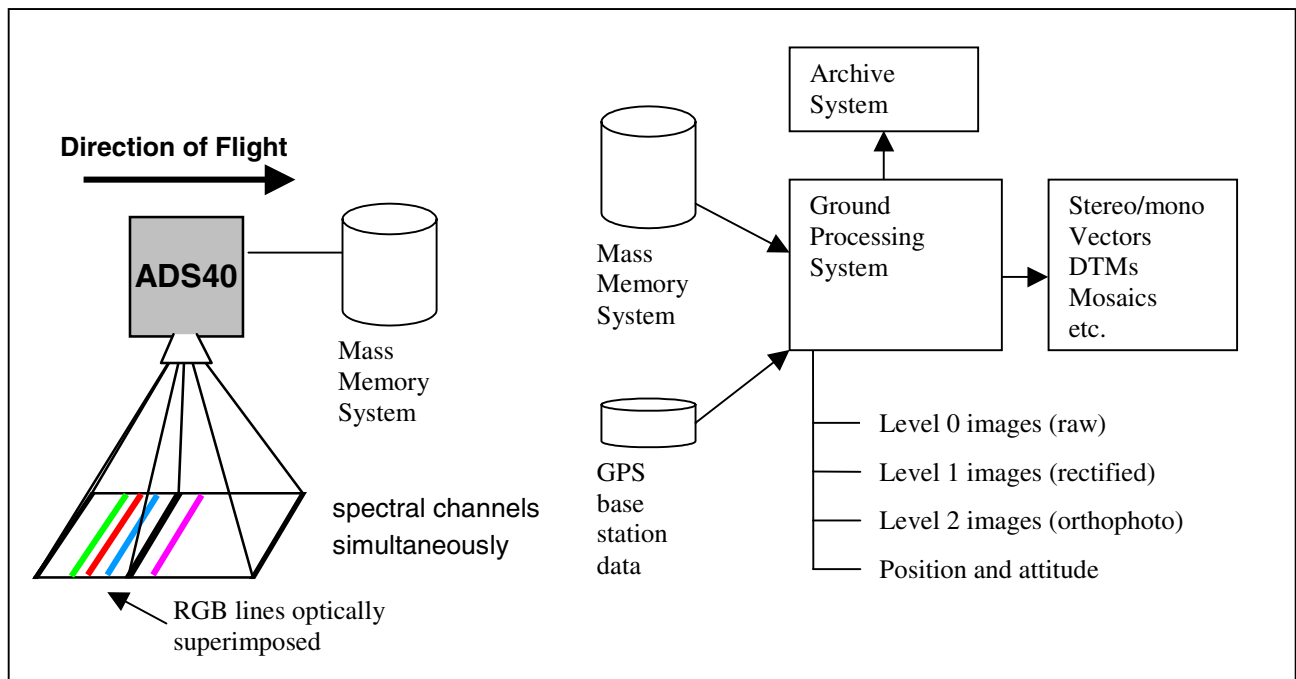 Direction of Flight
ADS40
Mass
Memory
System
spectral channels
simultaneously
RGB lines optically
superimposed
Mass
Memory
System
GPS
base
station
data
Archive
System
Ground
Processing
System
Stereo/mono
Vectors
DTMs
Mosaics
etc.
Level 0 images (raw)
Level 1 images (rectified)
Level 2 images (orthophoto)
Position and attitude